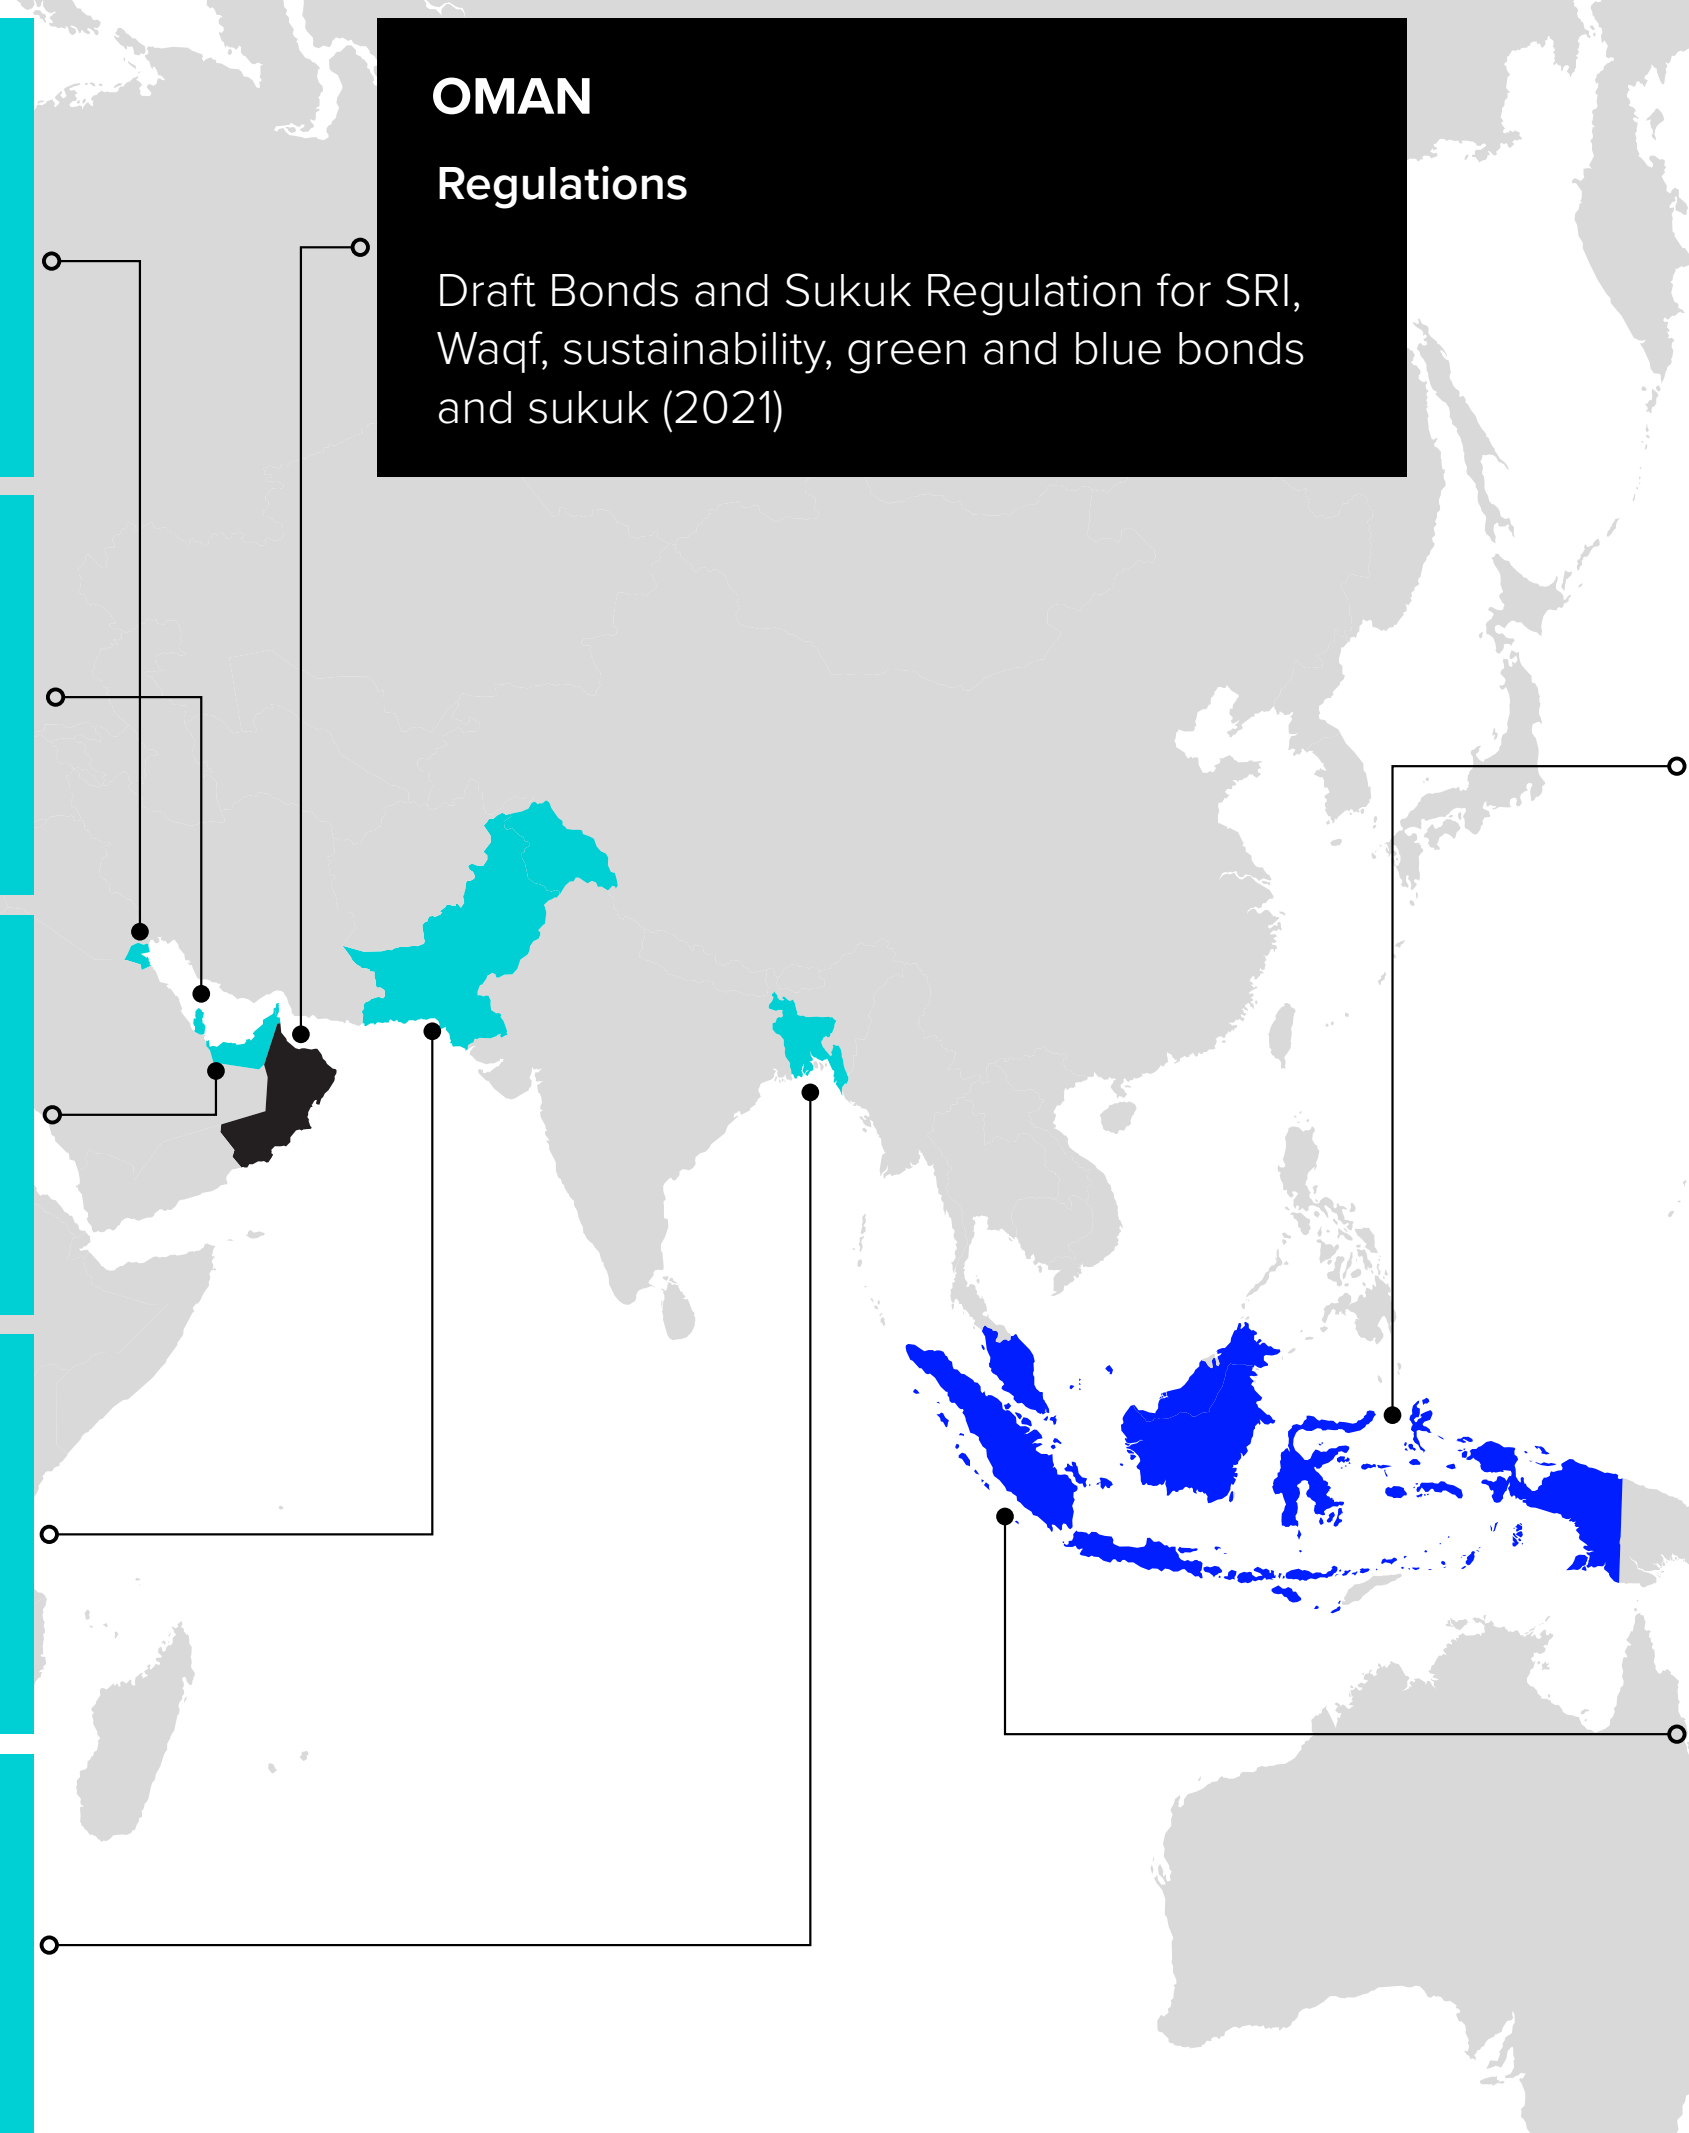 OMAN
Regulations
Draft Bonds and Sukuk Regulation for SRI,
Waqf, sustainability, green and blue bonds
and sukuk (2021)